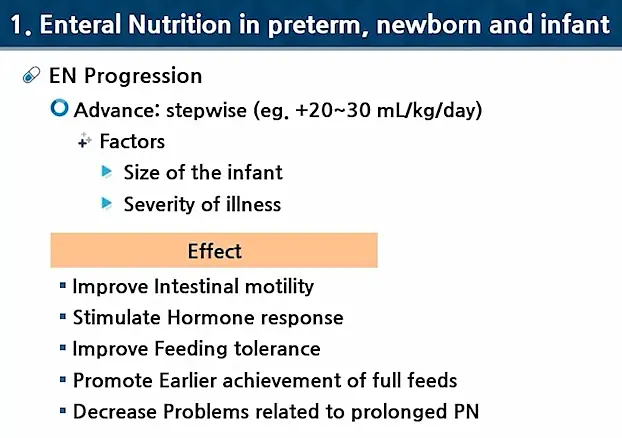 1. Enteral Nutrition in preterm, newborn and infant
EN Progression
Advance: stepwise (eg. +20~30 mL/kg/day)
Factors
Size of the infant
Severity of illness
Effect
▪ Improve Intestinal motility
▪ Stimulate Hormone response
▪ Improve Feeding tolerance
▪ Promote Earlier achievement of full feeds
▪ Decrease Problems related to prolonged PN